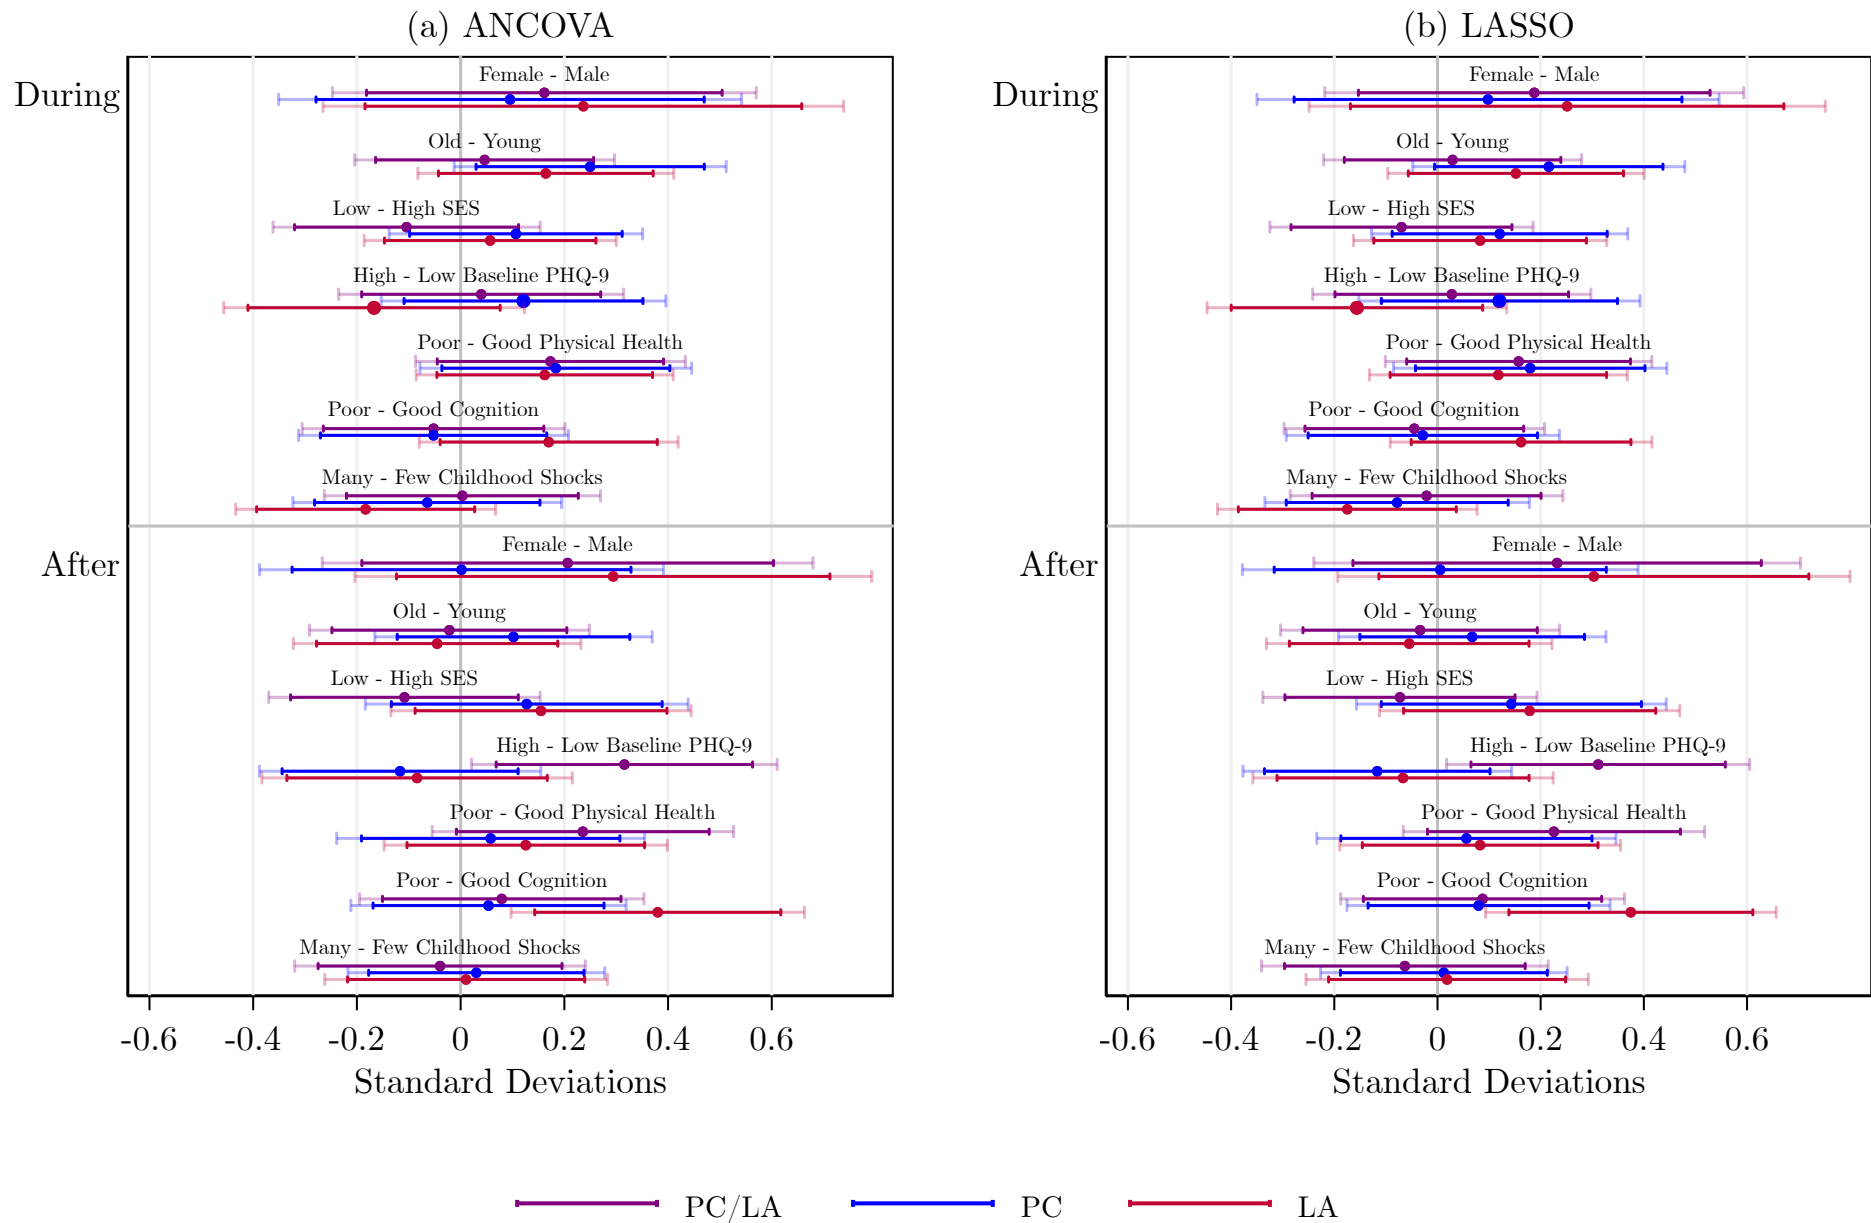 (a) ANCOVA
During
Female - Male
Old - Young
Low - High SES
High - Low Baseline PHQ-9
Poor - Good Physical Health
Poor - Good Cognition
Many - Few Childhood Shocks
After
Female - Male
Old - Young
Low - High SES
High - Low Baseline PHQ-9
Poor - Good Physical Health
Poor - Good Cognition
Many - Few Childhood Shocks
-0.6 -0.4 -0.2 0 0.2 0.4 0.6
Standard Deviations
(b) LASSO
During
Female - Male
Old - Young
Low - High SES
High - Low Baseline PHQ-9
Poor - Good Physical Health
Poor - Good Cognition
Many - Few Childhood Shocks
After
Female - Male
Old - Young
Low - High SES
High - Low Baseline PHQ-9
Poor - Good Physical Health
Poor - Good Cognition
Many - Few Childhood Shocks
-0.6 -0.4 -0.2 0 0.2 0.4 0.6
Standard Deviations
PC/LA PC LA